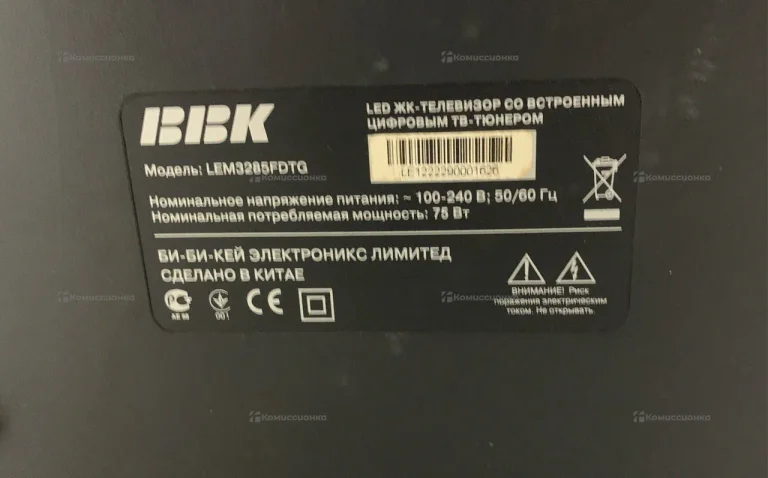 BBK
LED ЖК-ТЕЛЕВИЗОР СО ВСТРОЕННЫМ
ЦИФРОВЫМ ТВ-ТЮНЕРОМ
LE1222290001626
Модель: LEM3285FDTG
Номинальное напряжение питания: ~ 100-240 В; 50/60 Гц
Номинальная потребляемая мощность: 75 Вт
БИ-БИ-КЕЙ ЭЛЕКТРОНИКС ЛИМИТЕД
СДЕЛАНО В КИТАЕ
001
CE
ВНИМАНИЕ! Риск
поражения электрическим
током. Не открывать.
Комиссионка
Комиссионка
Комиссионка
Комиссионка
Комиссионка
Комиссионка
Комиссионка
Комиссионка